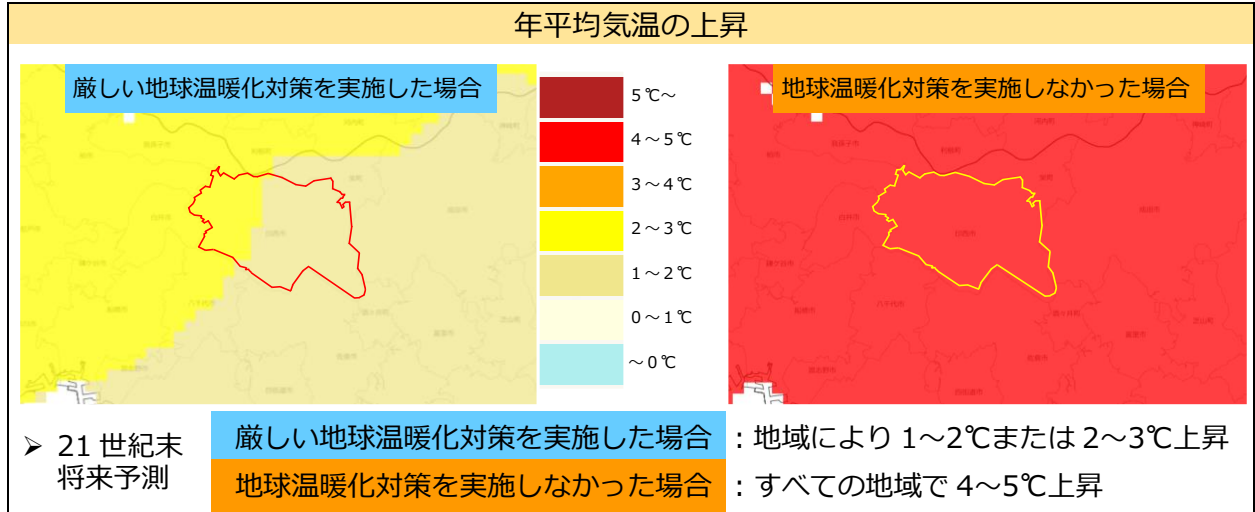 年平均気温の上昇
厳しい地球温暖化対策を実施した場合
5℃～
4～5℃
3～4℃
2～3℃
1～2℃
0～1℃
～0℃
地球温暖化対策を実施しなかった場合
印西市
➢ 21世紀末
将来予測
厳しい地球温暖化対策を実施した場合 ：地域により1～2℃または2～3℃上昇
地球温暖化対策を実施しなかった場合 ：すべての地域で4～5℃上昇